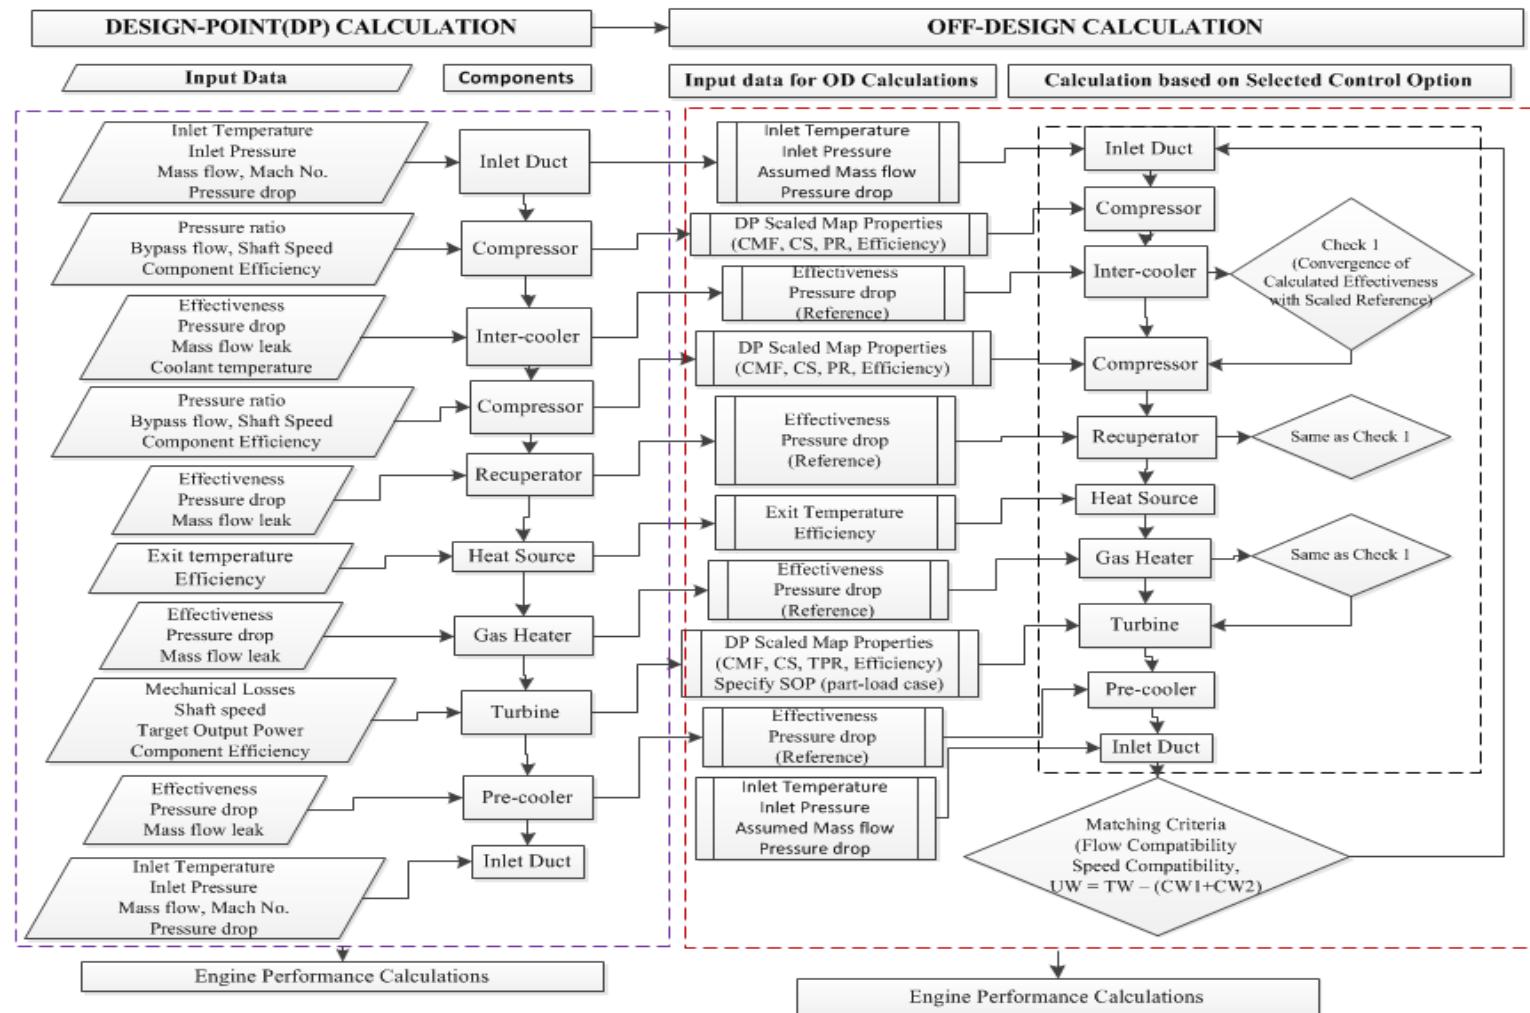 DESIGN-POINT(DP) CALCULATION
OFF-DESIGN CALCULATION
Input Data
Components
Input data for OD Calculations
Calculation based on Selected Control Option
Inlet Temperature
Inlet Pressure
Mass flow, Mach No.
Pressure drop
Pressure ratio
Bypass flow, Shaft Speed
Component Efficiency
Effectiveness
Pressure drop
Mass flow leak
Coolant temperature
Pressure ratio
Bypass flow, Shaft Speed
Component Efficiency
Effectiveness
Pressure drop
Mass flow leak
Exit temperature
Efficiency
Effectiveness
Pressure drop
Mass flow leak
Mechanical Losses
Shaft speed
Target Output Power
Component Efficiency
Effectiveness
Pressure drop
Mass flow leak
Inlet Temperature
Inlet Pressure
Mass flow, Mach No.
Pressure drop
Inlet Duct
Compressor
Inter-cooler
Compressor
Recuperator
Heat Source
Gas Heater
Turbine
Pre-cooler
Inlet Duct
Engine Performance Calculations
Inlet Temperature
Inlet Pressure
Assumed Mass flow
Pressure drop
DP Scaled Map Properties
(CMF, CS, PR, Efficiency)
Effectiveness
Pressure drop
(Reference)
DP Scaled Map Properties
(CMF, CS, PR, Efficiency)
Effectiveness
Pressure drop
(Reference)
Exit Temperature
Efficiency
Effectiveness
Pressure drop
(Reference)
DP Scaled Map Properties
(CMF, CS, TPR, Efficiency)
Specify SOP (part-load case)
Effectiveness
Pressure drop
(Reference)
Inlet Temperature
Inlet Pressure
Assumed Mass flow
Pressure drop
Inlet Duct
Compressor
Inter-cooler
Compressor
Recuperator
Heat Source
Gas Heater
Turbine
Pre-cooler
Inlet Duct
Check 1
(Convergence of
Calculated Effectiveness
with Scaled Reference)
Same as Check 1
Same as Check 1
Matching Criteria
(Flow Compatibility
Speed Compatibility,
UW = TW – (CW1+CW2)
Engine Performance Calculations